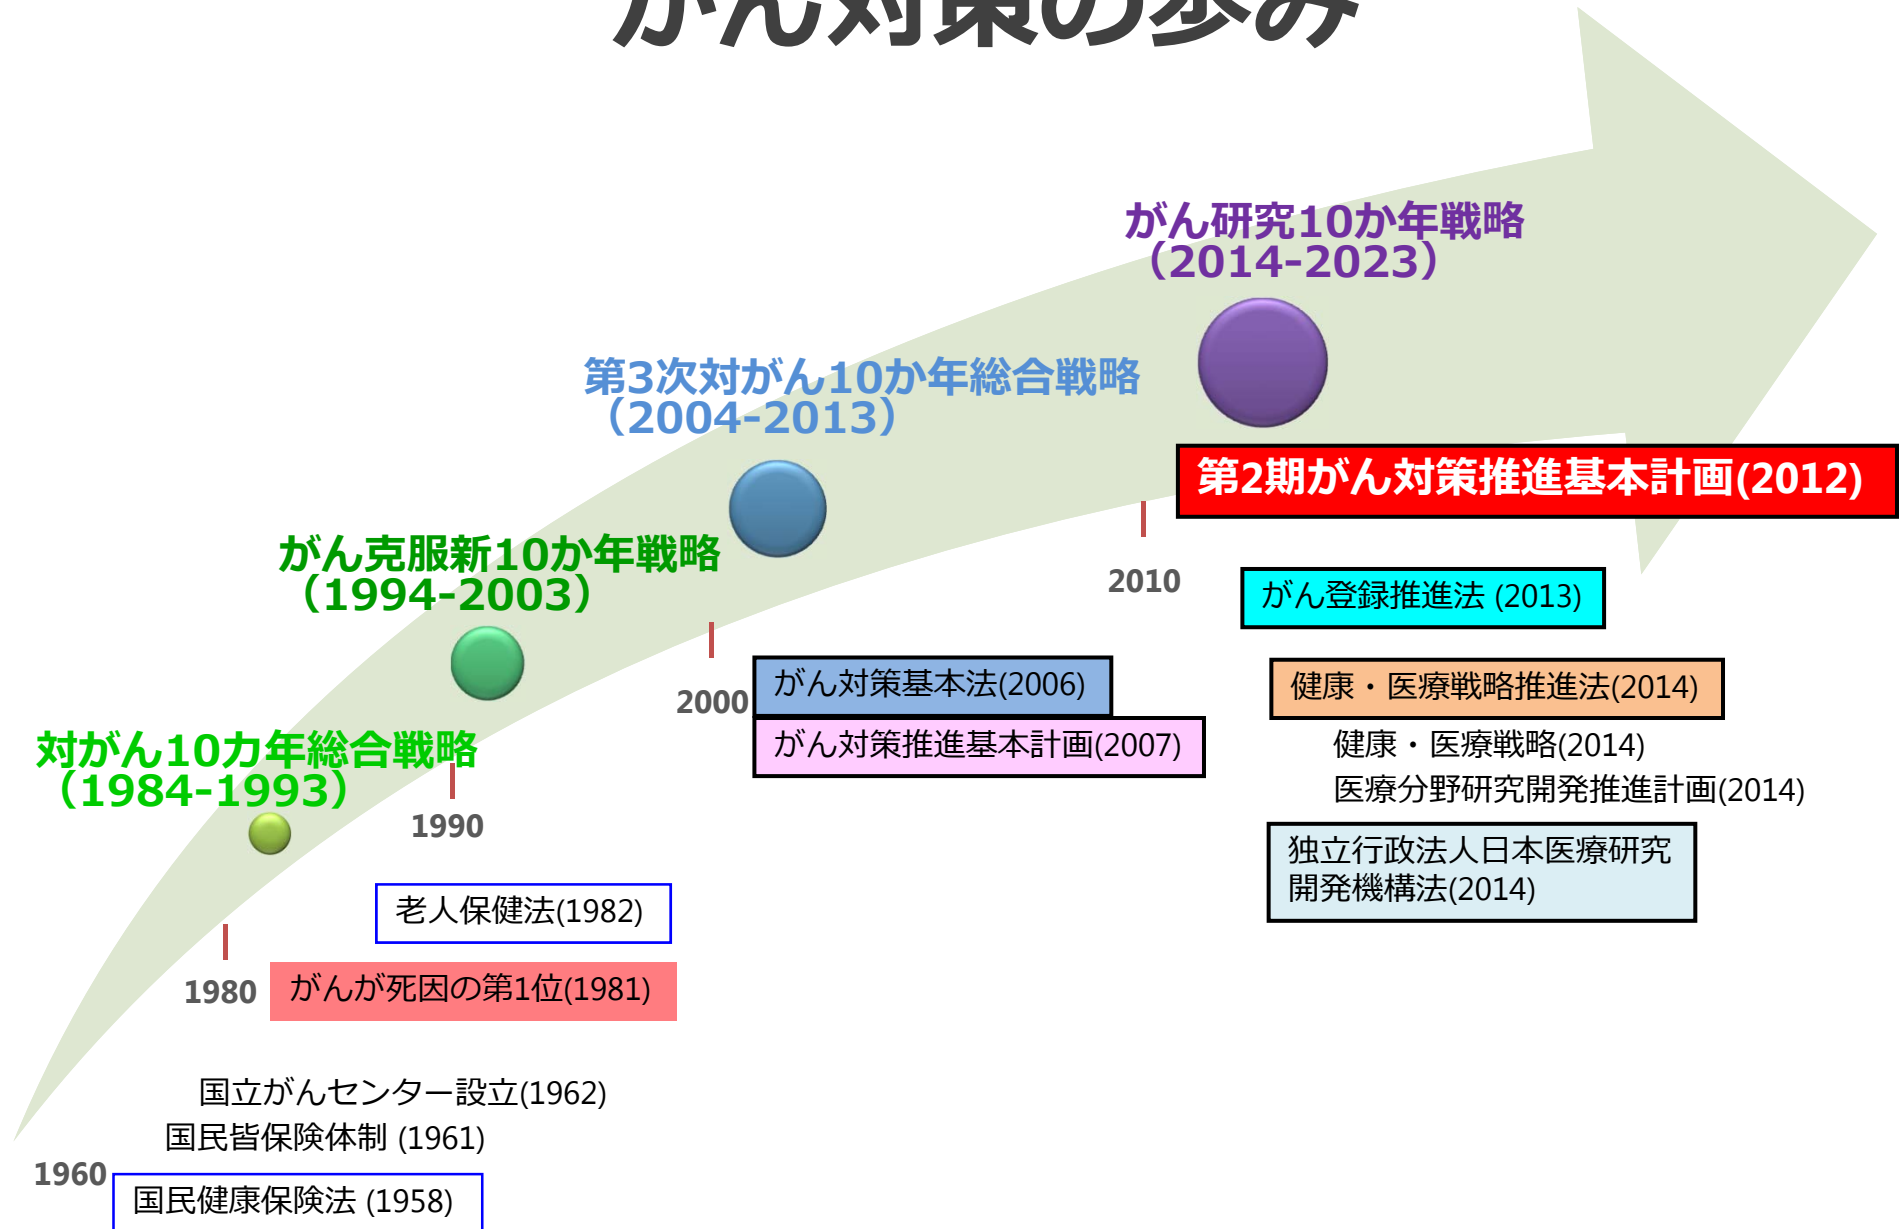 がん対策の歩み
がん研究10か年戦略
（2014-2023）
第3次対がん10か年総合戦略
（2004-2013）
第2期がん対策推進基本計画(2012)
がん克服新10か年戦略
（1994-2003）
2010
がん登録推進法 (2013)
2000
がん対策基本法(2006)
健康・医療戦略推進法(2014)
がん対策推進基本計画(2007)
健康・医療戦略(2014)
医療分野研究開発推進計画(2014)
対がん10カ年総合戦略
（1984-1993）
1990
独立行政法人日本医療研究
開発機構法(2014)
老人保健法(1982)
1980
がんが死因の第1位(1981)
国立がんセンター設立(1962)
国民皆保険体制 (1961)
1960
国民健康保険法 (1958)